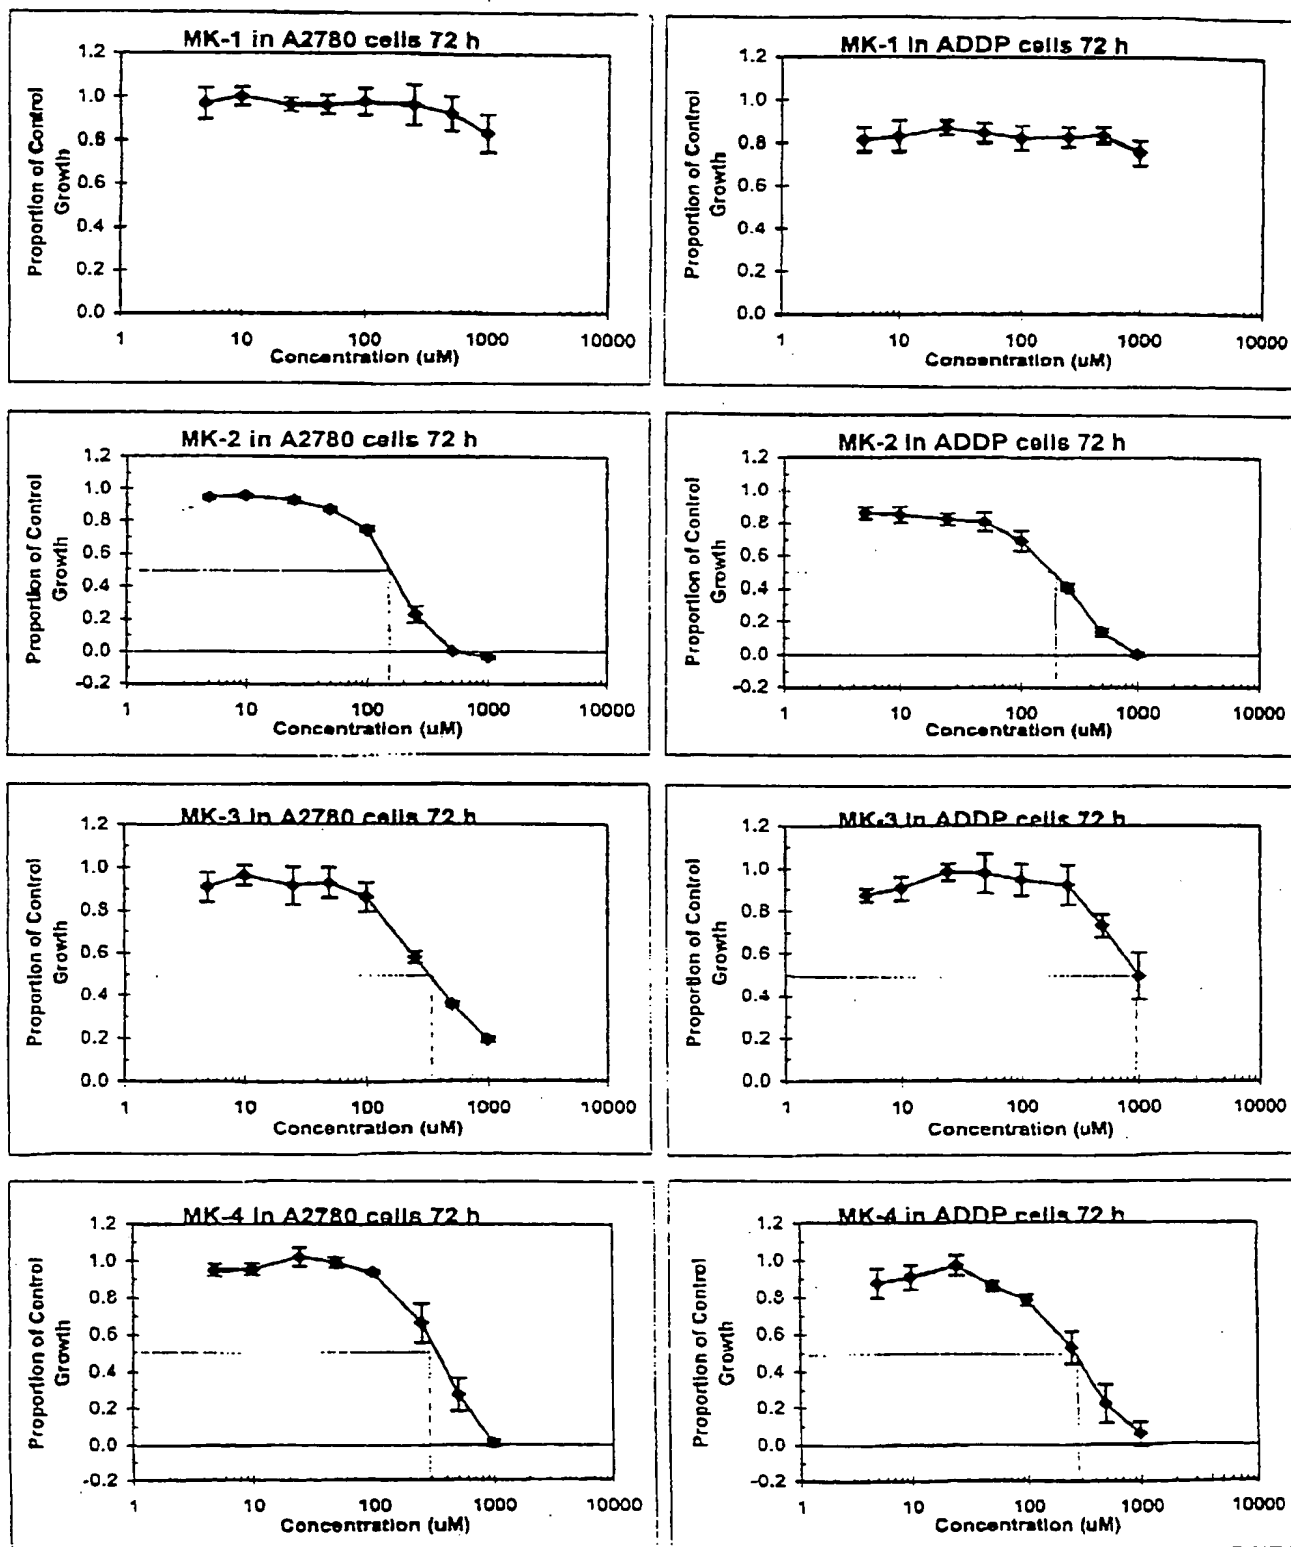 MK-1 in A2780 cells 72 h
1.2
1.0
0.8
0.6
0.4
0.2
0.0
Proportion of Control
Growth
1 10 100 1000 10000
Concentration (uM)
MK-1 in ADDP cells 72 h
1.2
1.0
0.8
0.6
0.4
0.2
0.0
Proportion of Control
Growth
1 10 100 1000 10000
Concentration (uM)
MK-2 in A2780 cells 72 h
1.2
1.0
0.8
0.6
0.4
0.2
0.0
-0.2
Proportion of Control
Growth
1 10 100 1000 10000
Concentration (uM)
MK-2 in ADDP cells 72 h
1.2
1.0
0.8
0.6
0.4
0.2
0.0
-0.2
Proportion of Control
Growth
1 10 100 1000 10000
Concentration (uM)
MK-3 in A2780 cells 72 h
1.2
1.0
0.8
0.6
0.4
0.2
0.0
Proportion of Control
Growth
1 10 100 1000 10000
Concentration (uM)
MK-3 in ADDP cells 72 h
1.2
1.0
0.8
0.6
0.4
0.2
0.0
Proportion of Control
Growth
1 10 100 1000 10000
Concentration (uM)
MK-4 in A2780 cells 72 h
1.2
1.0
0.8
0.6
0.4
0.2
0.0
-0.2
Proportion of Control
Growth
1 10 100 1000 10000
Concentration (uM)
MK-4 in ADDP cells 72 h
1.2
1.0
0.8
0.6
0.4
0.2
0.0
-0.2
Proportion of Control
Growth
1 10 100 1000 10000
Concentration (uM)